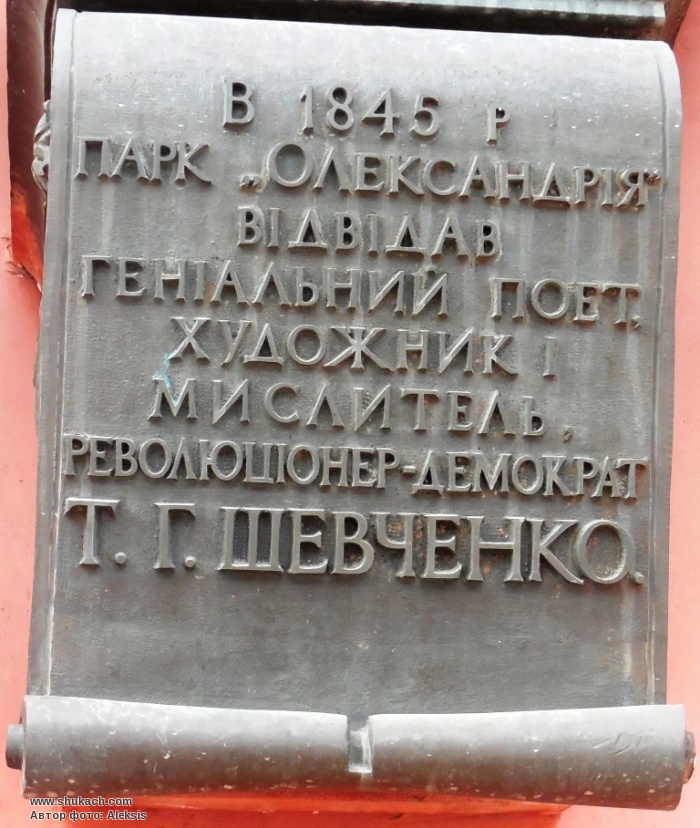 В 1845 р
ПАРК „ОЛЕКСАНДРІЯ"
ВІДВІДАВ
ГЕНІАЛЬНИЙ ПОЕТ,
ХУДОЖНИК І
МИСЛИТЕЛЬ,
РЕВОЛЮЦІОНЕР-ДЕМОКРАТ
Т. Г. ШЕВЧЕНКО.
www.shukach.com
Автор фото: Aleksis